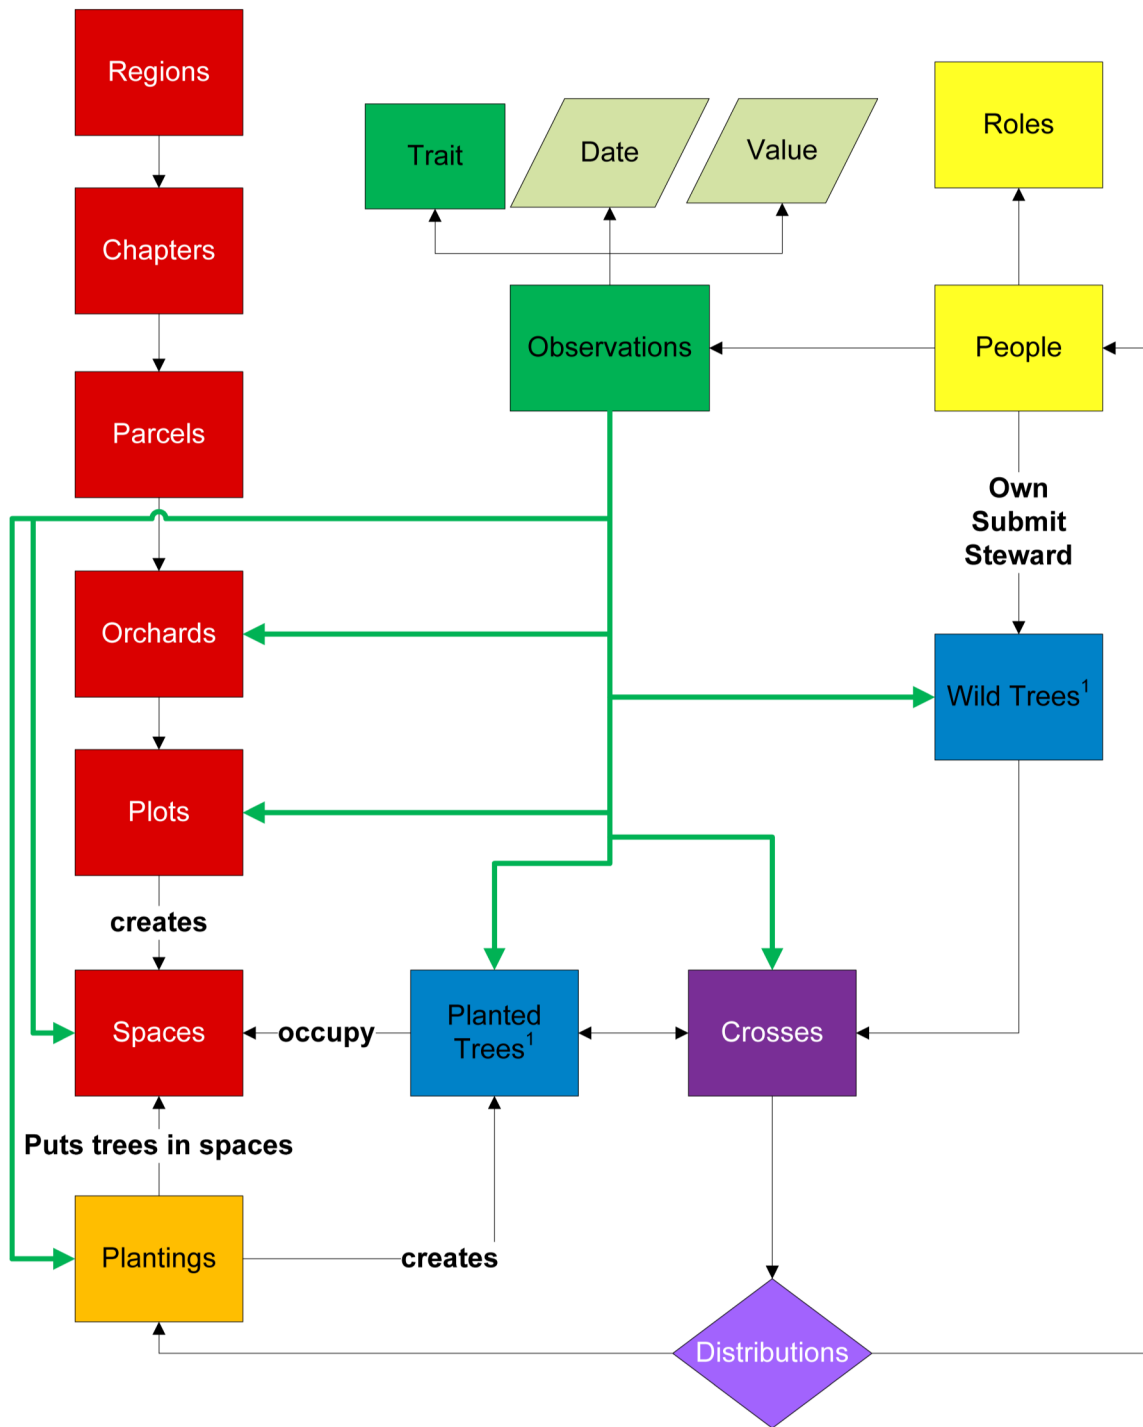 Regions
Roles
Trait
Date
Value
Chapters
Observations
People
Parcels
Own
Submit
Steward
Orchards
Wild Trees¹
Plots
creates
Spaces
occupy
Planted
Trees¹
Crosses
Puts trees in spaces
Plantings
creates
Distributions